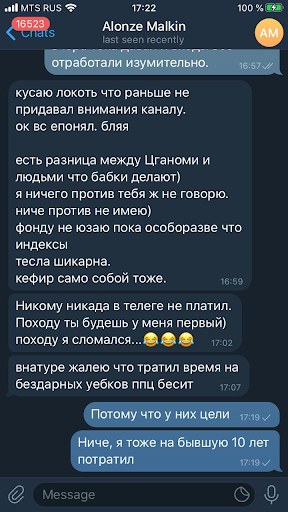 MTS RUS
17:22
100 %
16523
Chats
Alonze Malkin
last seen recently
AM
отработали изумительно.
16:57
кусаю локоть что раньше не
придавал внимания каналу.
ок вс епонял. бляя
есть разница между Цганоми и
людьми что бабки делают)
я ничего против тебя ж не говорю.
ниче против не имею)
фонду не юзаю пока особоразве что
индексы
тесла шикарна.
кефир само собой тоже.
16:59
Никому никада в телеге не платил.
Походу ты будешь у меня первый)
походу я сломался...😂😂😂
17:02
внатуре жалею что тратил время на
бездарных уебков ппц бесит
17:07
Потому что у них цели
17:19
Ниче, я тоже на бывшую 10 лет
потратил
17:19
Message